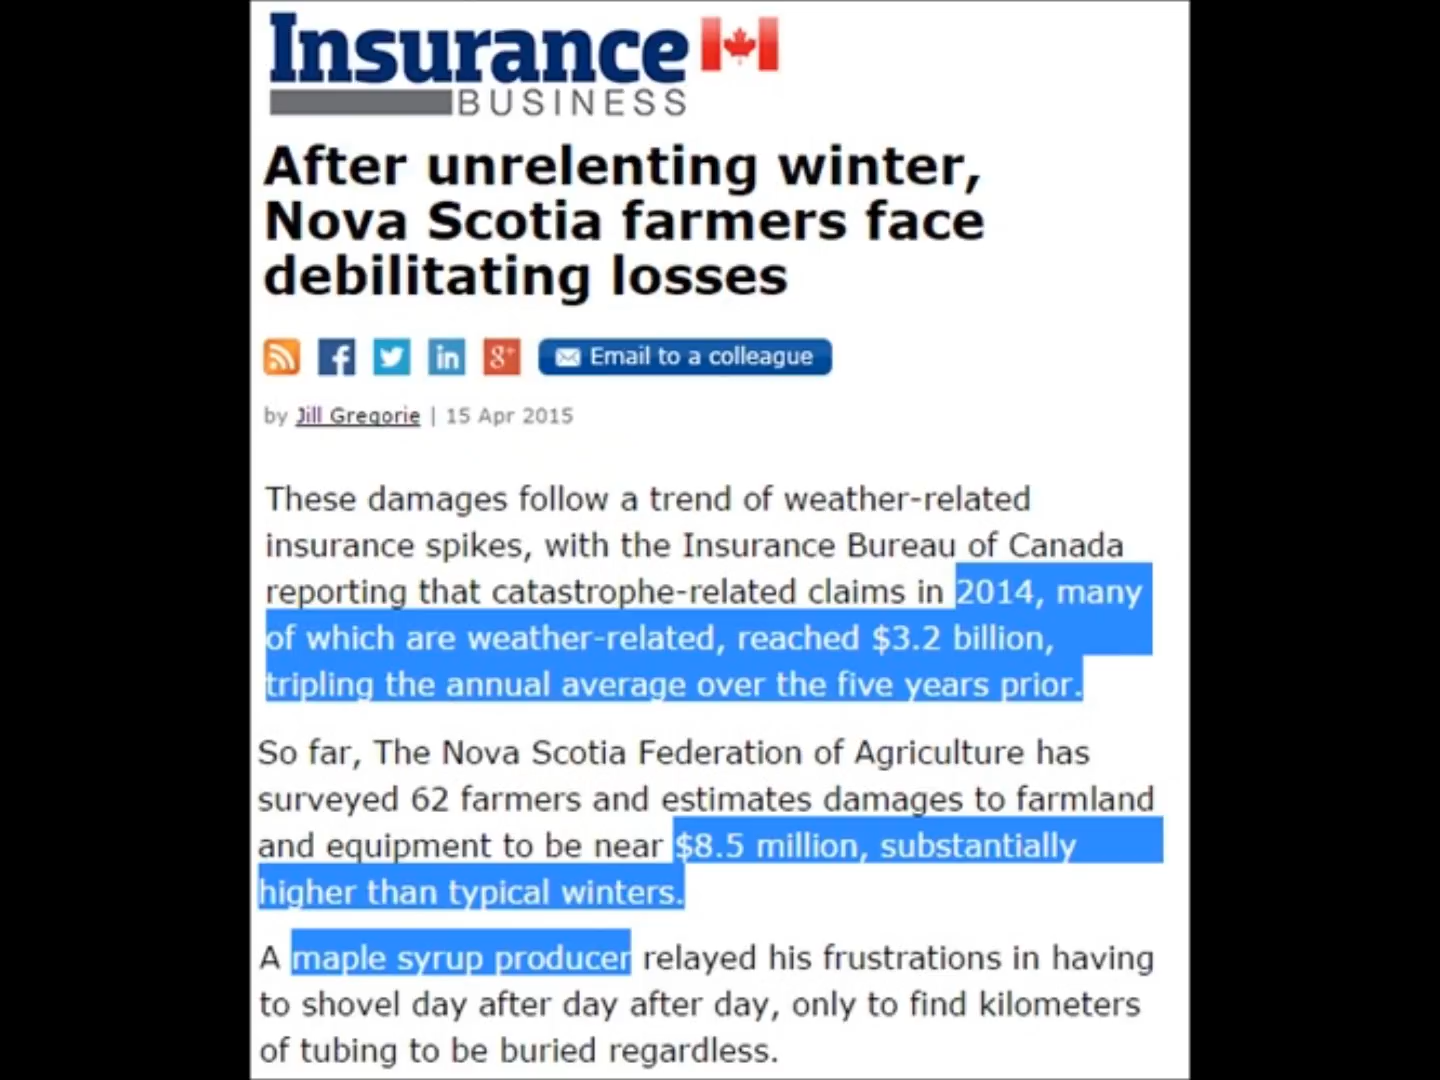 Insurance
BUSINESS
After unrelenting winter,
Nova Scotia farmers face
debilitating losses
Email to a colleague
by Jill Gregorie | 15 Apr 2015
These damages follow a trend of weather-related
insurance spikes, with the Insurance Bureau of Canada
reporting that catastrophe-related claims in 2014, many
of which are weather-related, reached $3.2 billion,
tripling the annual average over the five years prior.
So far, The Nova Scotia Federation of Agriculture has
surveyed 62 farmers and estimates damages to farmland
and equipment to be near $8.5 million, substantially
higher than typical winters.
A maple syrup producer relayed his frustrations in having
to shovel day after day after day, only to find kilometers
of tubing to be buried regardless.